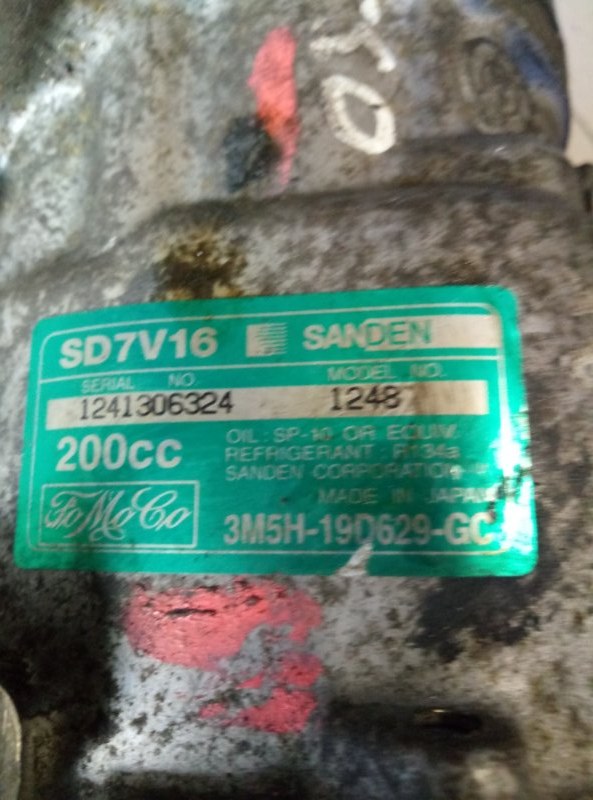 SD7V16 SANDEN
SERIAL NO. MODEL NO.
1241306324 1248
200cc
OIL : SP-10 OR EQUIV.
REFRIGERANT : R134a
SANDEN CORPORATION
MADE IN JAPAN
FoMoCo
3M5H-19D629-GC